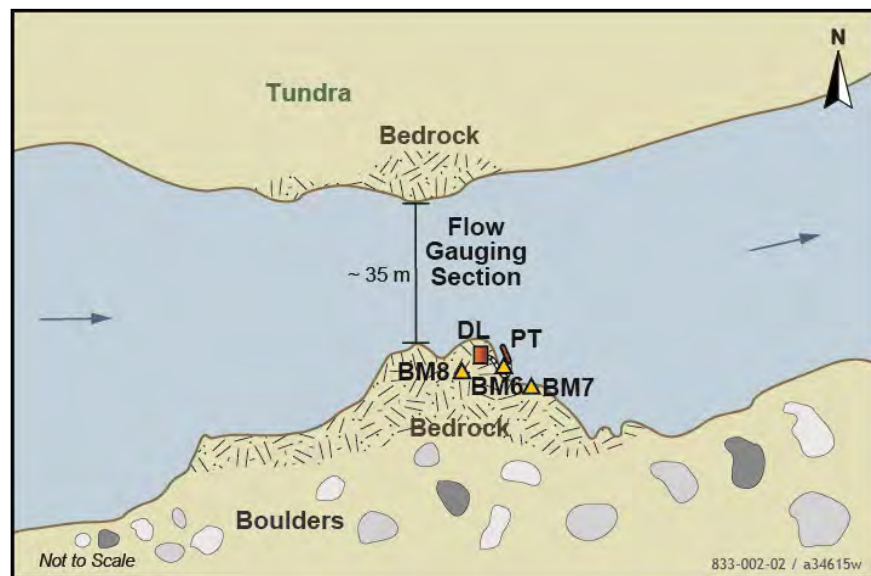 N
Tundra
Bedrock
Flow
Gauging
Section
~ 35 m
DL
PT
BM8
BM6
BM7
Bedrock
Boulders
Not to Scale
833-002-02 / a34615w